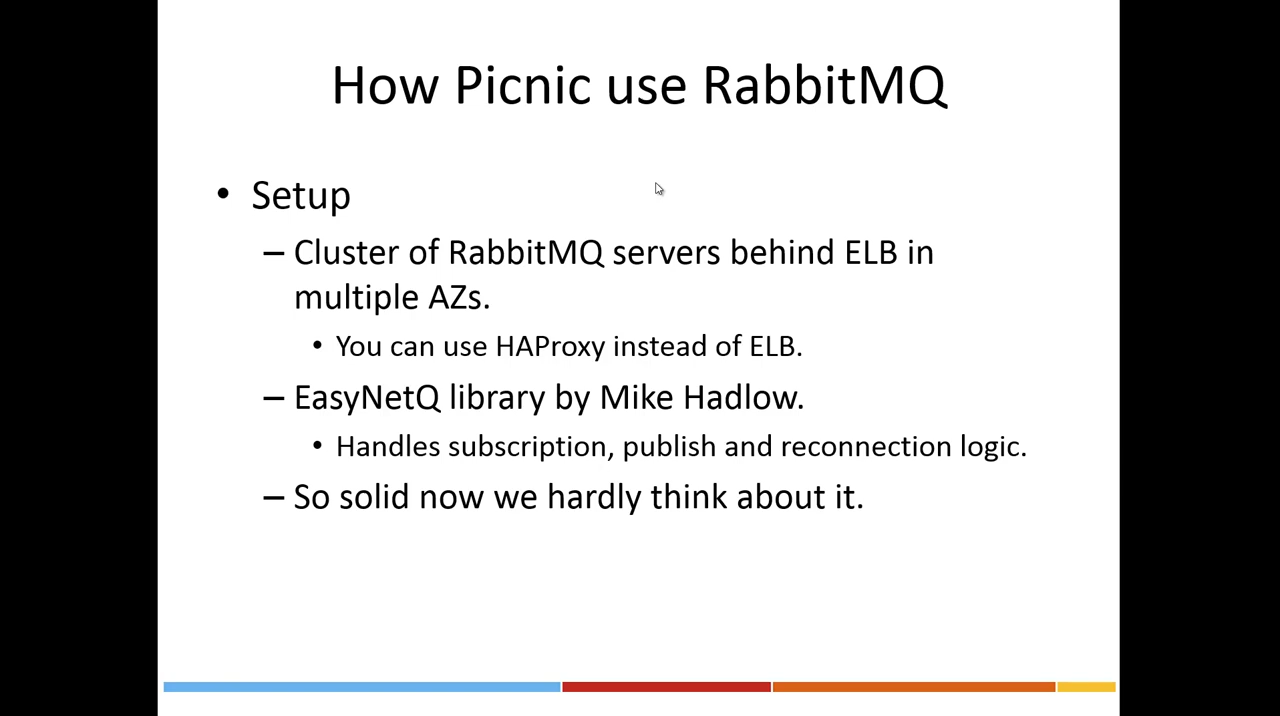 How Picnic use RabbitMQ
• Setup
– Cluster of RabbitMQ servers behind ELB in
multiple AZs.
• You can use HAProxy instead of ELB.
– EasyNetQ library by Mike Hadlow.
• Handles subscription, publish and reconnection logic.
– So solid now we hardly think about it.